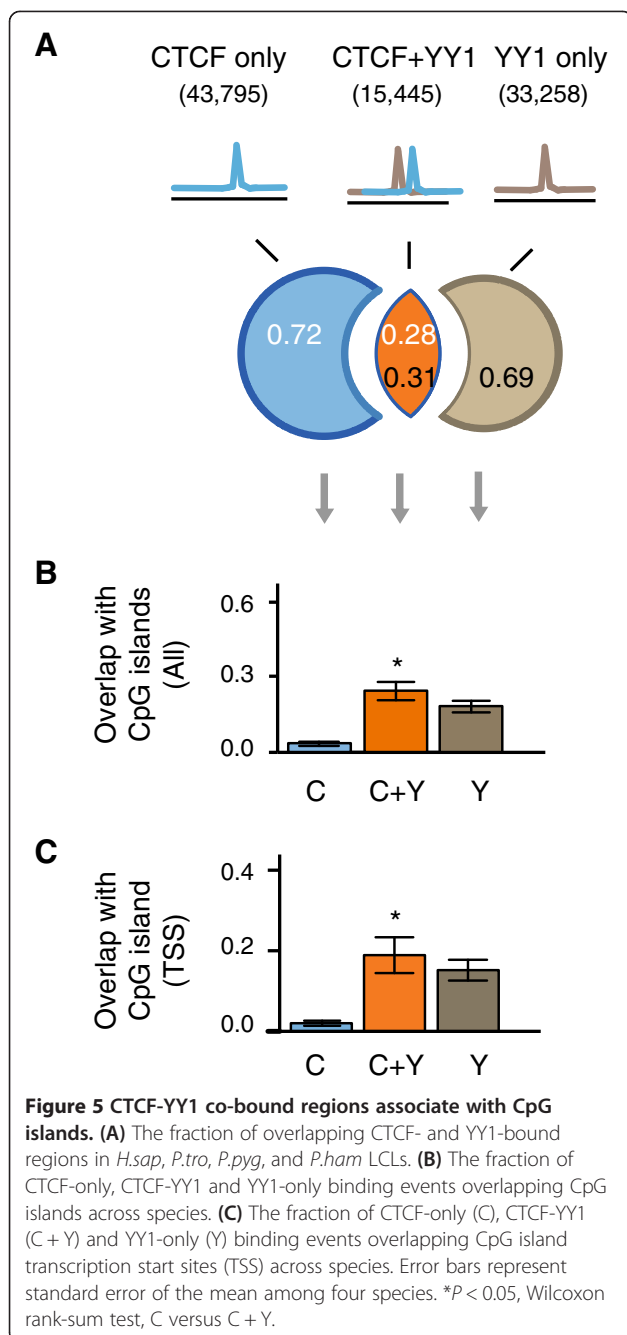 A
CTCF only CTCF+YY1 YY1 only
(43,795) (15,445) (33,258)
0.72 0.28
0.31 0.69
B
Overlap with
CpG islands
(All)
0.6
0.3
0.0
*
C C+Y Y
C
Overlap with
CpG island
(TSS)
0.4
0.2
0.0
*
C C+Y Y
Figure 5 CTCF-YY1 co-bound regions associate with CpG
islands. (A) The fraction of overlapping CTCF- and YY1-bound
regions in H.sap, P.tro, P.pyg, and P.ham LCLs. (B) The fraction of
CTCF-only, CTCF-YY1 and YY1-only binding events overlapping CpG
islands across species. (C) The fraction of CTCF-only (C), CTCF-YY1
(C + Y) and YY1-only (Y) binding events overlapping CpG island
transcription start sites (TSS) across species. Error bars represent
standard error of the mean among four species. *P < 0.05, Wilcoxon
rank-sum test, C versus C + Y.